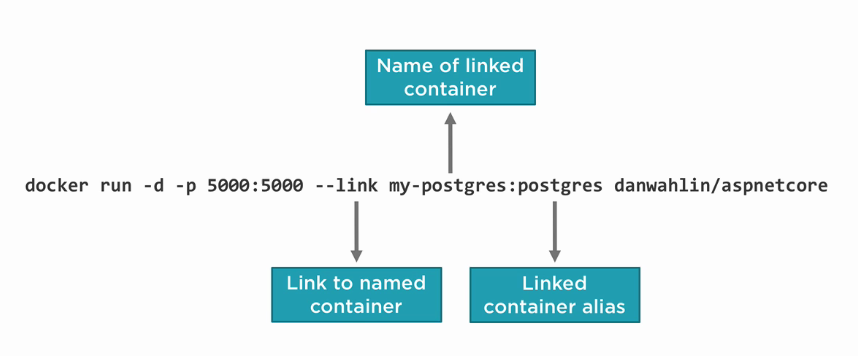 Name of linked
container
docker run -d -p 5000:5000 --link my-postgres:postgres danwahlin/aspnetcore
Link to named
container
Linked
container alias